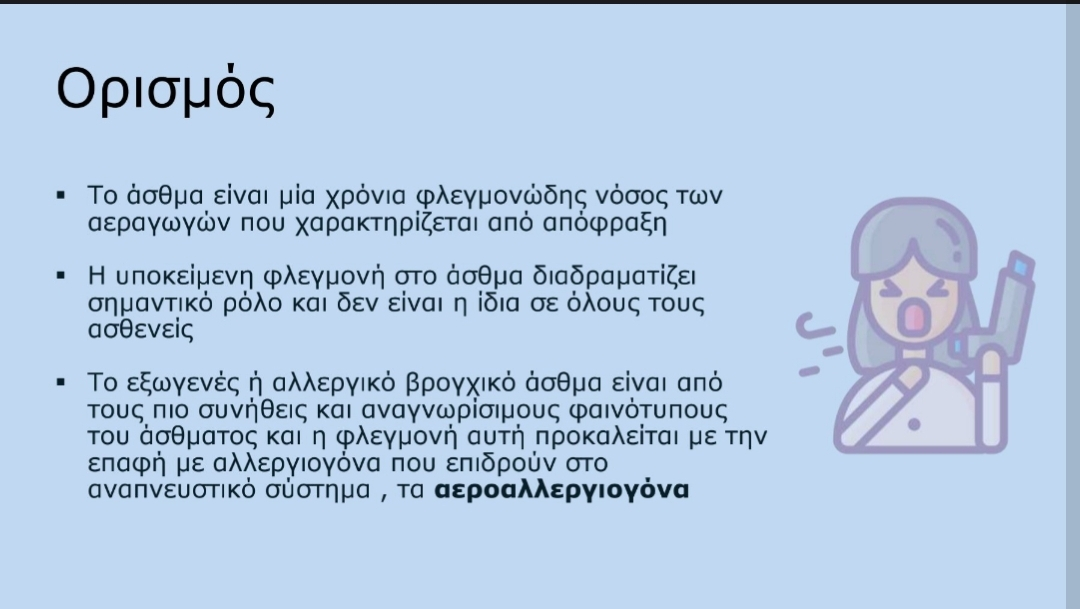 Ορισμός
▪ Το άσθμα είναι μία χρόνια φλεγμονώδης νόσος των
αεραγωγών που χαρακτηρίζεται από απόφραξη
▪ Η υποκείμενη φλεγμονή στο άσθμα διαδραματίζει
σημαντικό ρόλο και δεν είναι η ίδια σε όλους τους
ασθενείς
▪ Το εξωγενές ή αλλεργικό βρογχικό άσθμα είναι από
τους πιο συνήθεις και αναγνωρίσιμους φαινότυπους
του άσθματος και η φλεγμονή αυτή προκαλείται με την
επαφή με αλλεργιογόνα που επιδρούν στο
αναπνευστικό σύστημα , τα αεροαλλεργιογόνα